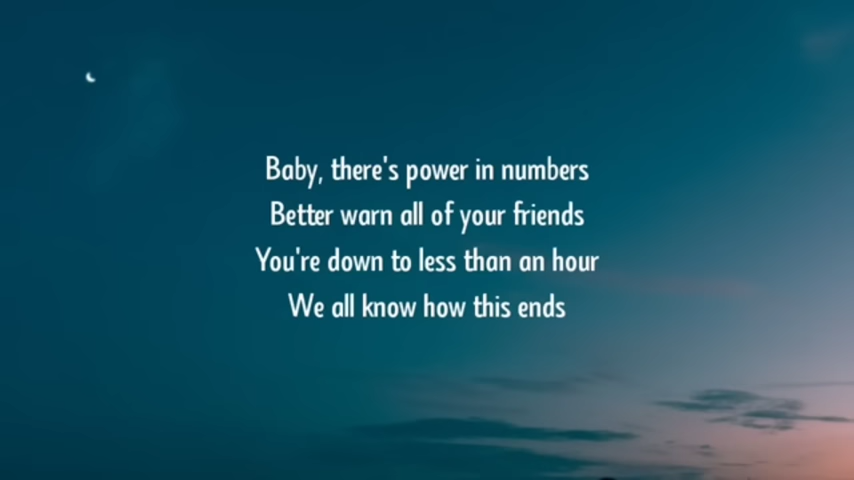 Baby, there's power in numbers
Better warn all of your friends
You're down to less than an hour
We all know how this ends